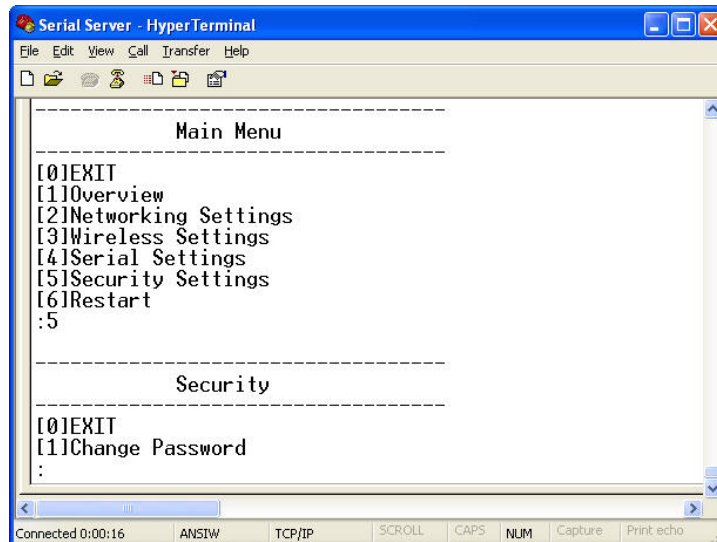 Serial Server - HyperTerminal
File Edit View Call Transfer Help
-----------------------------------
Main Menu
-----------------------------------
[0]EXIT
[1]Overview
[2]Networking Settings
[3]Wireless Settings
[4]Serial Settings
[5]Security Settings
[6]Restart
:5
-----------------------------------
Security
-----------------------------------
[0]EXIT
[1]Change Password
:
Connected 0:00:16 ANSIW TCP/IP SCROLL CAPS NUM Capture Print echo